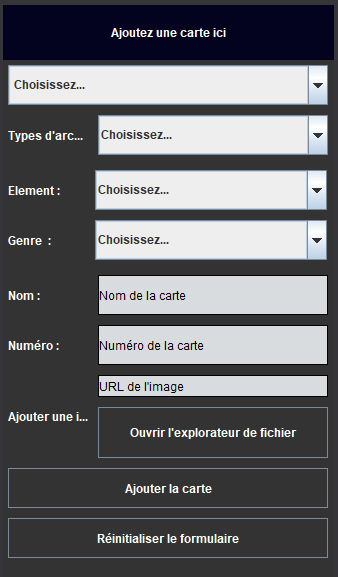 Ajoutez une carte ici
Choisissez...
Types d'arc... Choisissez...
Element : Choisissez...
Genre : Choisissez...
Nom : Nom de la carte
Numéro : Numéro de la carte
URL de l'image
Ajouter une i... Ouvrir l'explorateur de fichier
Ajouter la carte
Réinitialiser le formulaire